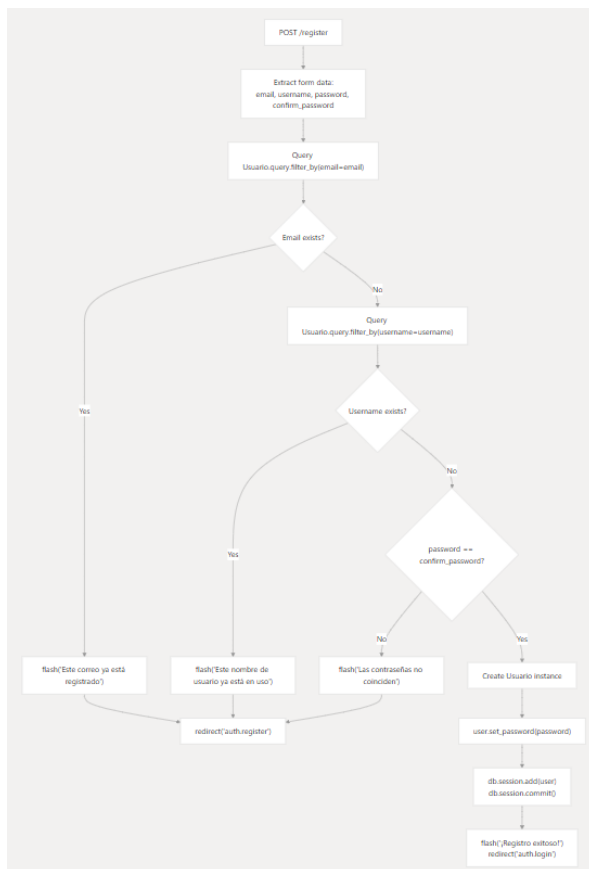 POST /register
Extract form data:
email, username, password,
confirm_password
Query
Usuario.query.filter_by(email=email)
Email exists?
No
Query
Usuario.query.filter_by(username=username)
Yes
Username exists?
No
Yes
password ==
confirm_password?
No
Yes
flash('Este correo ya está
registrado')
flash('Este nombre de
usuario ya está en uso')
flash('Las contraseñas no
coinciden')
Create Usuario instance
redirect('auth.register')
user.set_password(password)
db.session.add(user)
db.session.commit()
flash('¡Registro exitoso!')
redirect('auth.login')